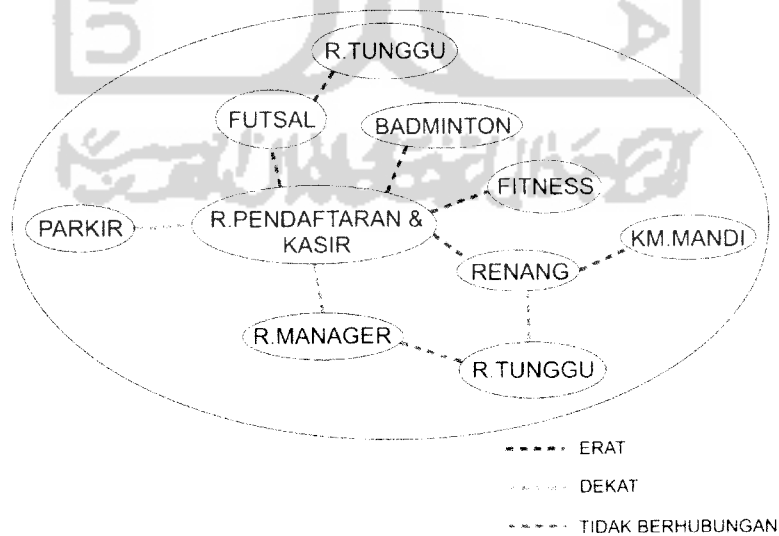 R.TUNGGU
FUTSAL
BADMINTON
FITNESS
PARKIR
R.PENDAFTARAN &
KASIR
KM.MANDI
RENANG
R.MANAGER
R.TUNGGU
ERAT
DEKAT
TIDAK BERHUBUNGAN